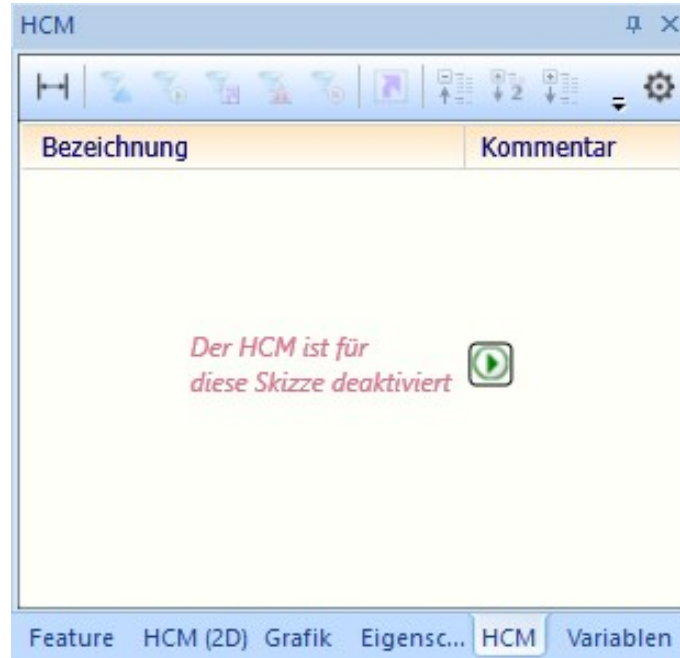 HCM
Bezeichnung Kommentar
Der HCM ist für
diese Skizze deaktiviert
Feature HCM (2D) Grafik Eigensc... HCM Variablen